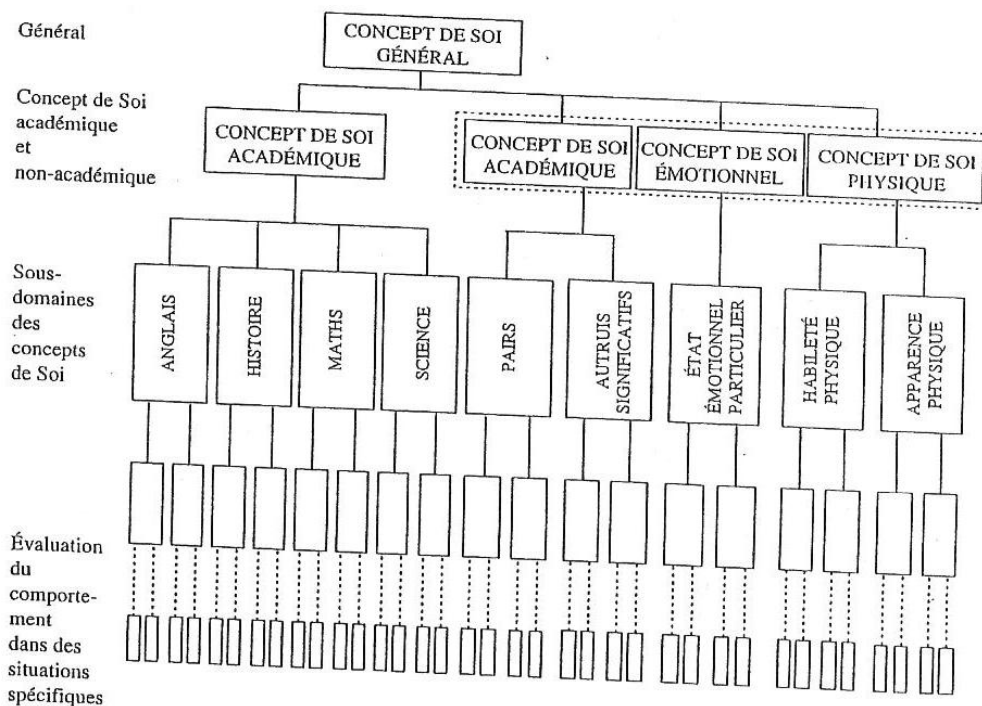 Général
CONCEPT DE SOI
GÉNÉRAL
Concept de Soi
académique
et
non-académique
CONCEPT DE SOI
ACADÉMIQUE
CONCEPT DE SOI
ACADÉMIQUE
CONCEPT DE SOI
ÉMOTIONNEL
CONCEPT DE SOI
PHYSIQUE
Sous-
domaines
des
concepts
de Soi
ANGLAIS
HISTOIRE
MATHS
SCIENCE
PAIRS
AUTRUIS
SIGNIFICATIFS
ÉTAT
ÉMOTIONNEL
PARTICULIER
HABILETÉ
PHYSIQUE
APPARENCE
PHYSIQUE
Évaluation
du
comporte-
ment
dans des
situations
spécifiques